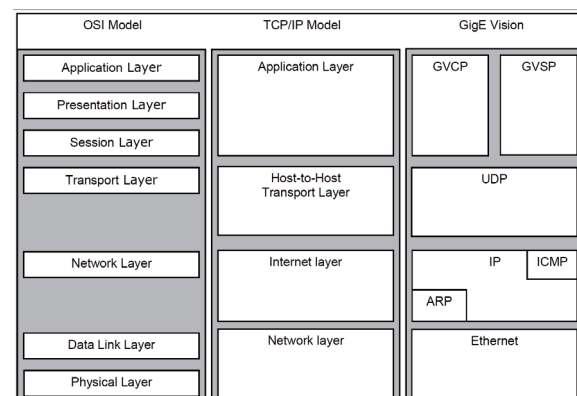 OSI Model
TCP/IP Model
GigE Vision
Application Layer
Presentation Layer
Session Layer
Transport Layer
Network Layer
Data Link Layer
Physical Layer
Application Layer
Host-to-Host
Transport Layer
Internet layer
Network layer
GVCP
GVSP
UDP
IP
ICMP
ARP
Ethernet